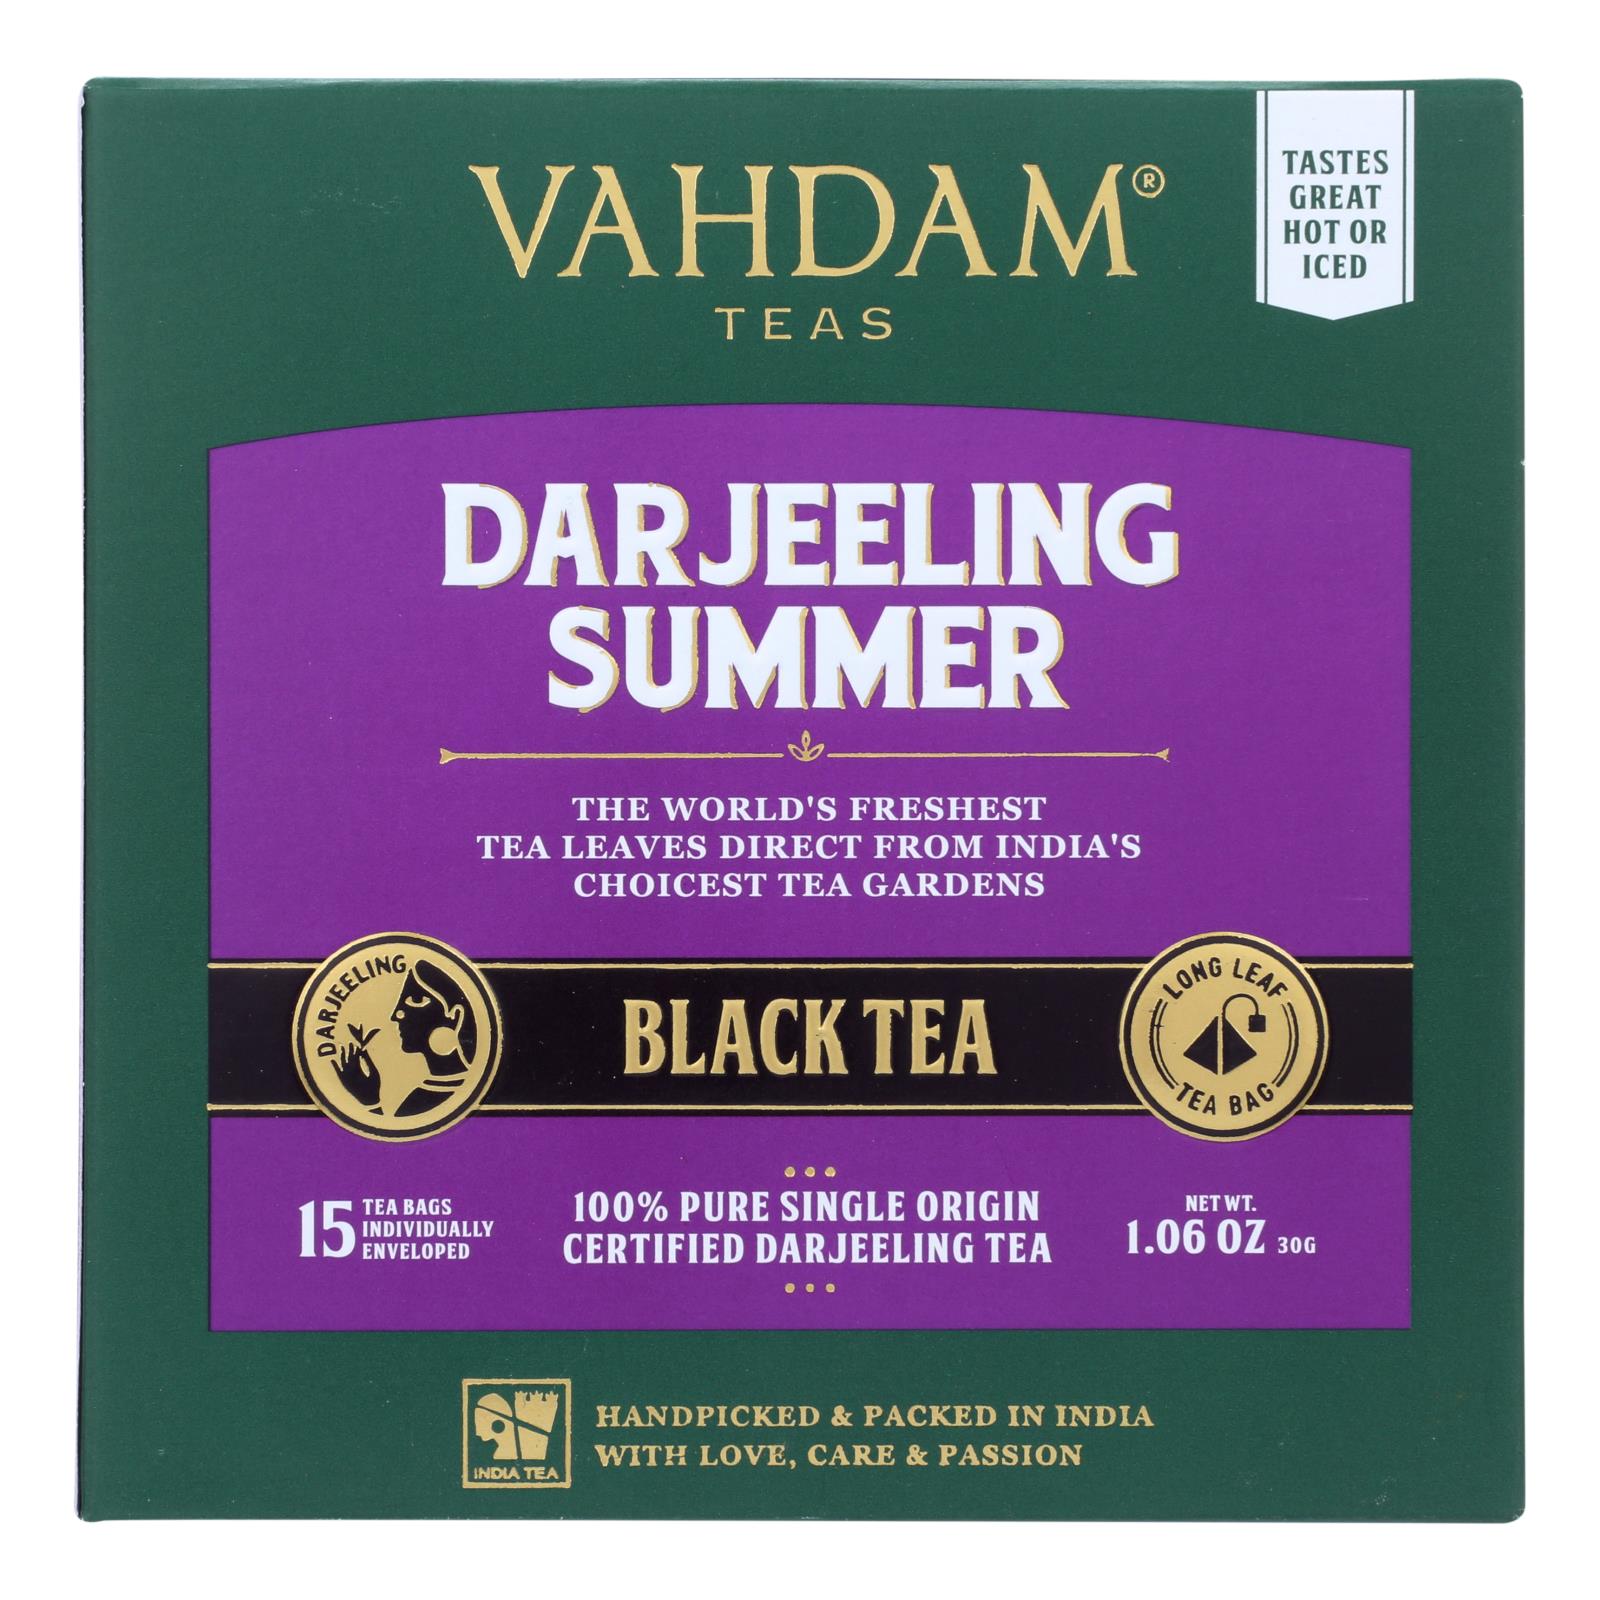 VAHDAM®
TEAS
TASTES
GREAT
HOT OR
ICED
DARJEELING
SUMMER
THE WORLD'S FRESHEST
TEA LEAVES DIRECT FROM INDIA'S
CHOICEST TEA GARDENS
DARJEELING
BLACK TEA
LONG LEAF
TEA BAG
15 TEA BAGS
INDIVIDUALLY
ENVELOPED
100% PURE SINGLE ORIGIN
CERTIFIED DARJEELING TEA
NET WT.
1.06 OZ 30G
INDIA TEA
HANDPICKED & PACKED IN INDIA
WITH LOVE, CARE & PASSION